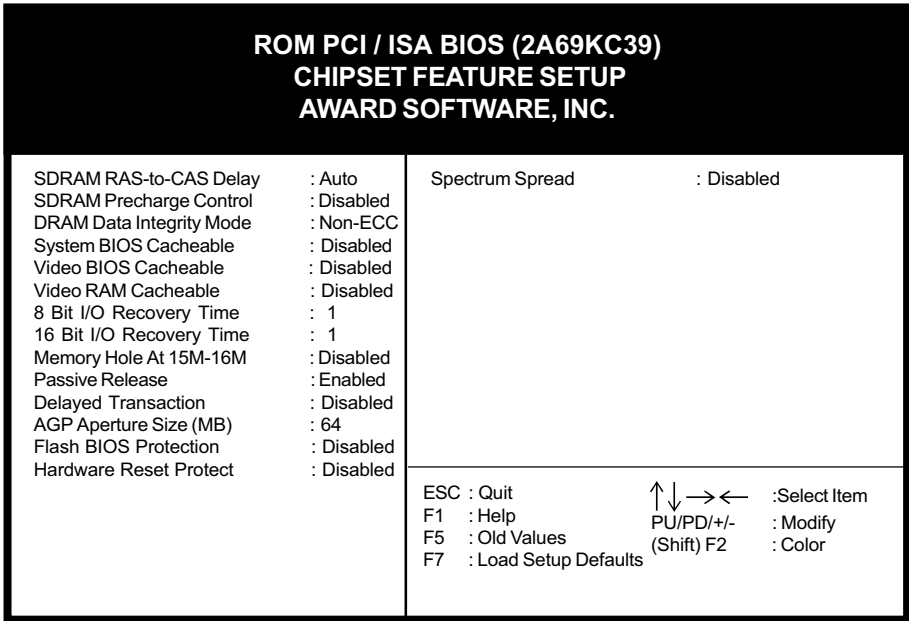 ROM PCI / ISA BIOS (2A69KC39)
CHIPSET FEATURE SETUP
AWARD SOFTWARE, INC.
SDRAM RAS-to-CAS Delay : Auto
SDRAM Precharge Control : Disabled
DRAM Data Integrity Mode : Non-ECC
System BIOS Cacheable : Disabled
Video BIOS Cacheable : Disabled
Video RAM Cacheable : Disabled
8 Bit I/O Recovery Time : 1
16 Bit I/O Recovery Time : 1
Memory Hole At 15M-16M : Disabled
Passive Release : Enabled
Delayed Transaction : Disabled
AGP Aperture Size (MB) : 64
Flash BIOS Protection : Disabled
Hardware Reset Protect : Disabled
Spectrum Spread : Disabled
ESC : Quit ↑↓→← :Select Item
F1 : Help PU/PD/+/- : Modify
F5 : Old Values (Shift) F2 : Color
F7 : Load Setup Defaults